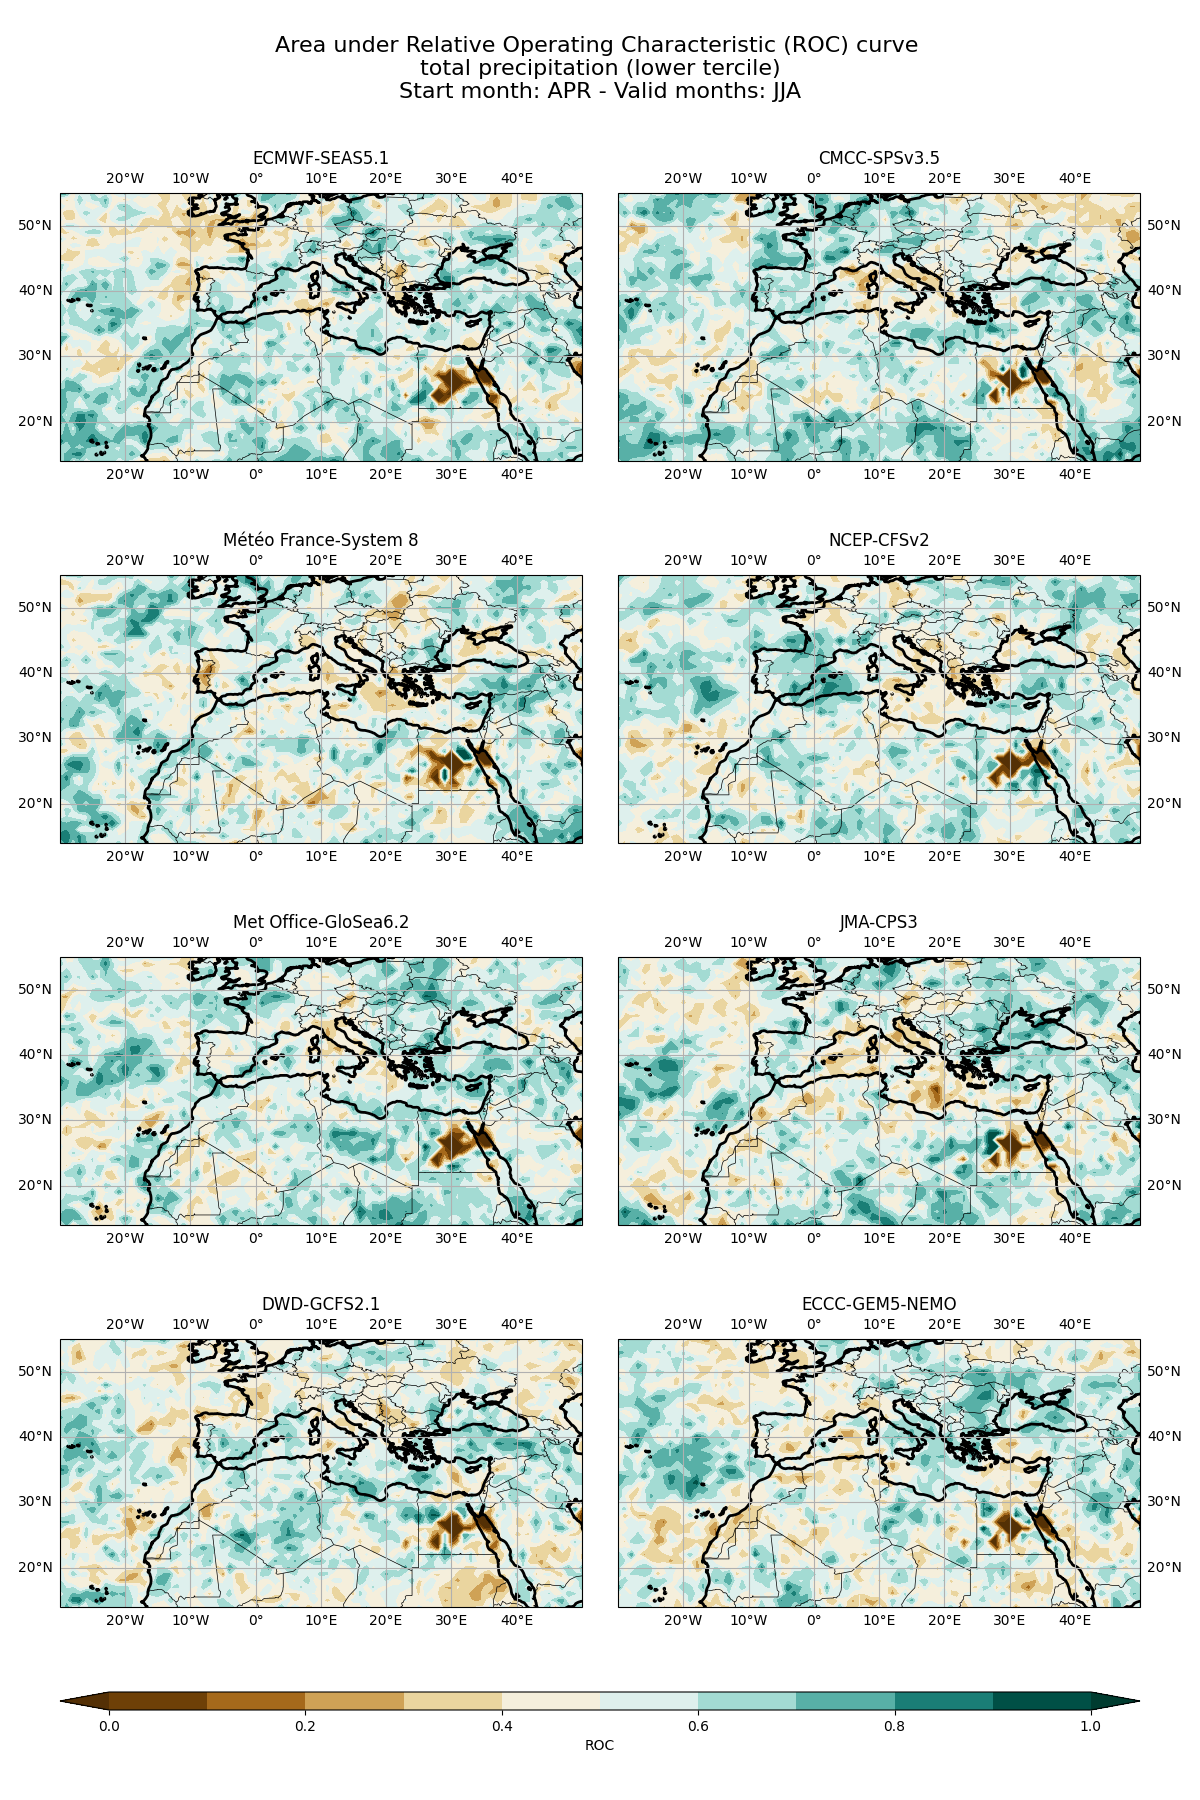 Area under Relative Operating Characteristic (ROC) curve
total precipitation (lower tercile)
Start month: APR - Valid months: JJA
ECMWF-SEAS5.1
20°W 10°W 0° 10°E 20°E 30°E 40°E
50°N
40°N
30°N
20°N
20°W 10°W 0° 10°E 20°E 30°E 40°E
CMCC-SPSv3.5
20°W 10°W 0° 10°E 20°E 30°E 40°E
50°N
40°N
30°N
20°N
20°W 10°W 0° 10°E 20°E 30°E 40°E
Météo France-System 8
20°W 10°W 0° 10°E 20°E 30°E 40°E
50°N
40°N
30°N
20°N
20°W 10°W 0° 10°E 20°E 30°E 40°E
NCEP-CFSv2
20°W 10°W 0° 10°E 20°E 30°E 40°E
50°N
40°N
30°N
20°N
20°W 10°W 0° 10°E 20°E 30°E 40°E
Met Office-GloSea6.2
20°W 10°W 0° 10°E 20°E 30°E 40°E
50°N
40°N
30°N
20°N
20°W 10°W 0° 10°E 20°E 30°E 40°E
JMA-CPS3
20°W 10°W 0° 10°E 20°E 30°E 40°E
50°N
40°N
30°N
20°N
20°W 10°W 0° 10°E 20°E 30°E 40°E
DWD-GCFS2.1
20°W 10°W 0° 10°E 20°E 30°E 40°E
50°N
40°N
30°N
20°N
20°W 10°W 0° 10°E 20°E 30°E 40°E
ECCC-GEM5-NEMO
20°W 10°W 0° 10°E 20°E 30°E 40°E
50°N
40°N
30°N
20°N
20°W 10°W 0° 10°E 20°E 30°E 40°E
0.0 0.2 0.4 0.6 0.8 1.0
ROC